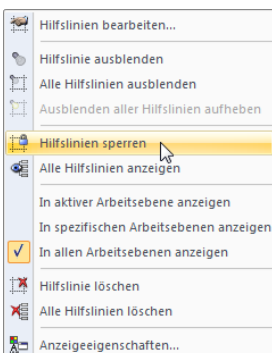 Hilfslinien bearbeiten...
Hilfslinie ausblenden
Alle Hilfslinien ausblenden
Ausblenden aller Hilfslinien aufheben
Hilfslinien sperren
Alle Hilfslinien anzeigen
In aktiver Arbeitsebene anzeigen
In spezifischen Arbeitsebenen anzeigen
In allen Arbeitsebenen anzeigen
Hilfslinie löschen
Alle Hilfslinien löschen
Anzeigeeigenschaften...